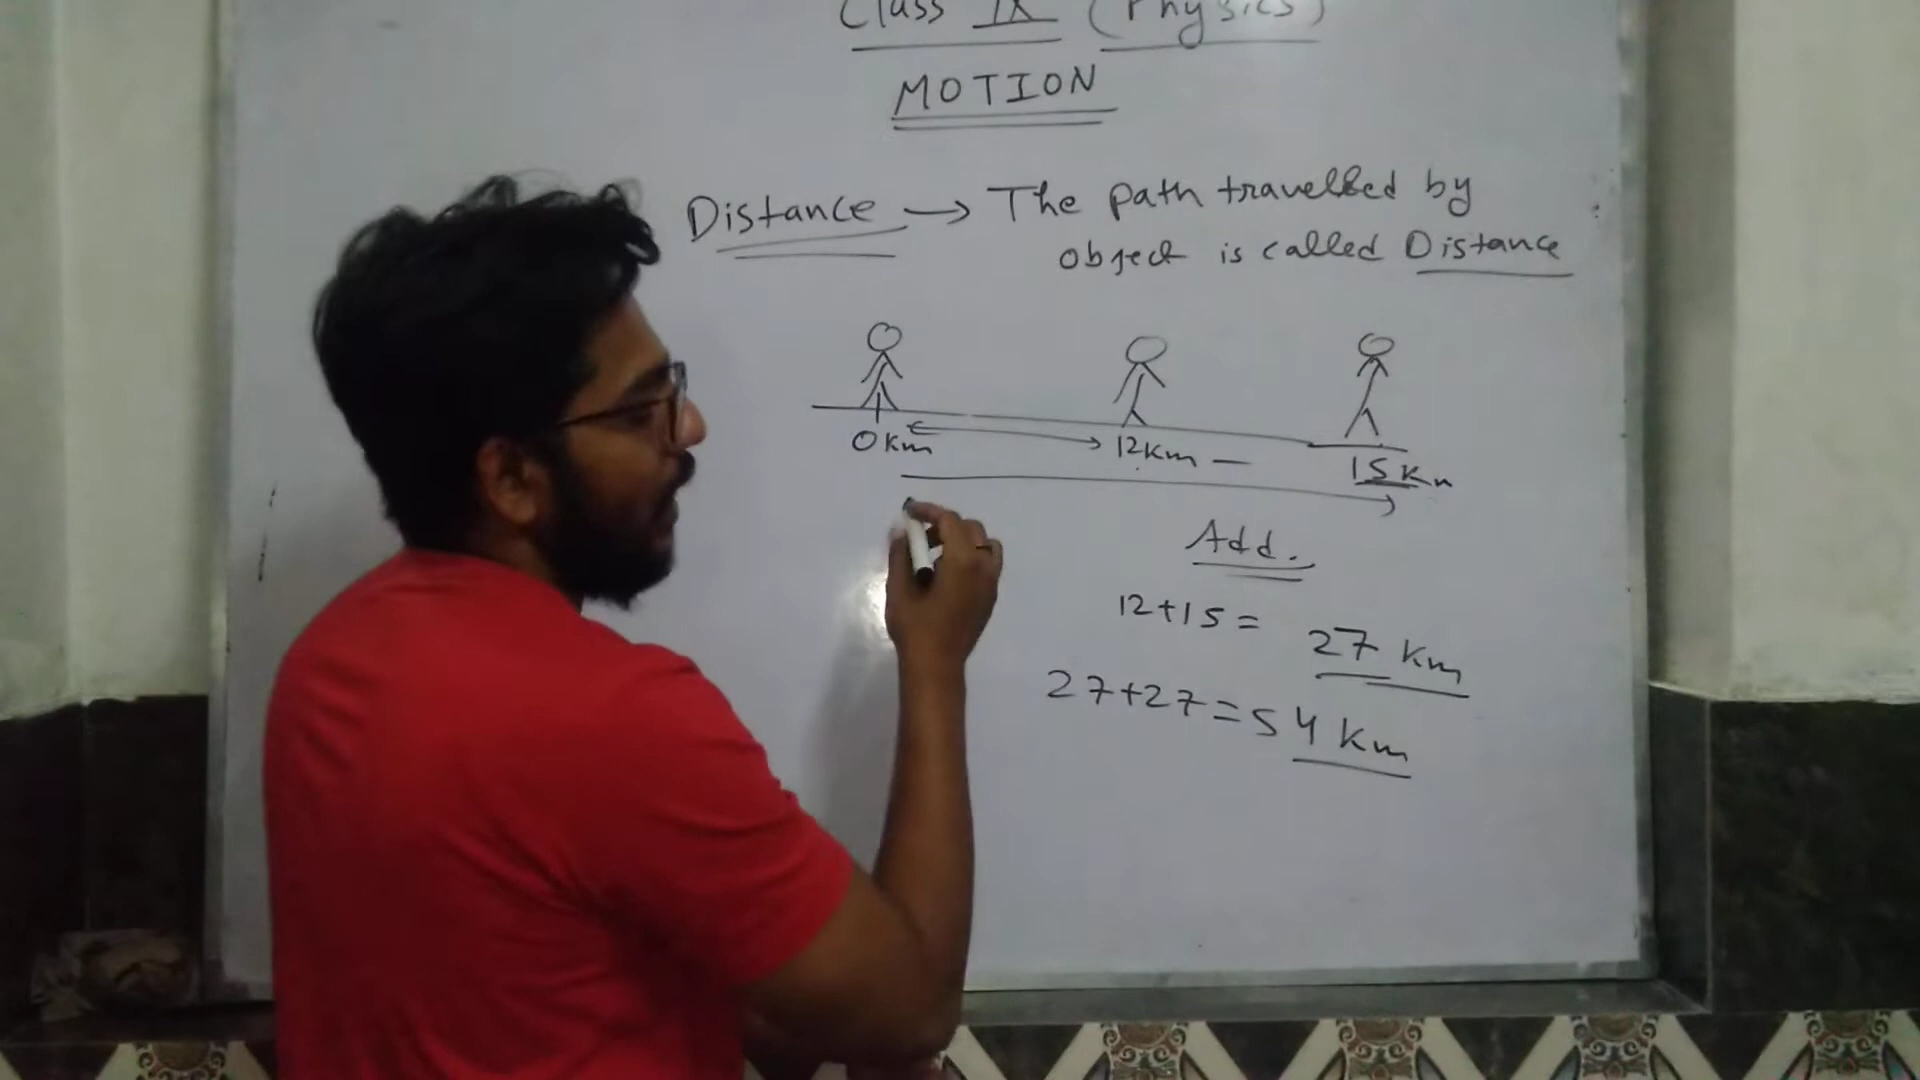 Class IX (Physics)
MOTION
Distance → The path travelled by
object is called Distance
0 km
12 Km —
15 Km
Add.
12+15 = 27 Km
27+27=54 Km